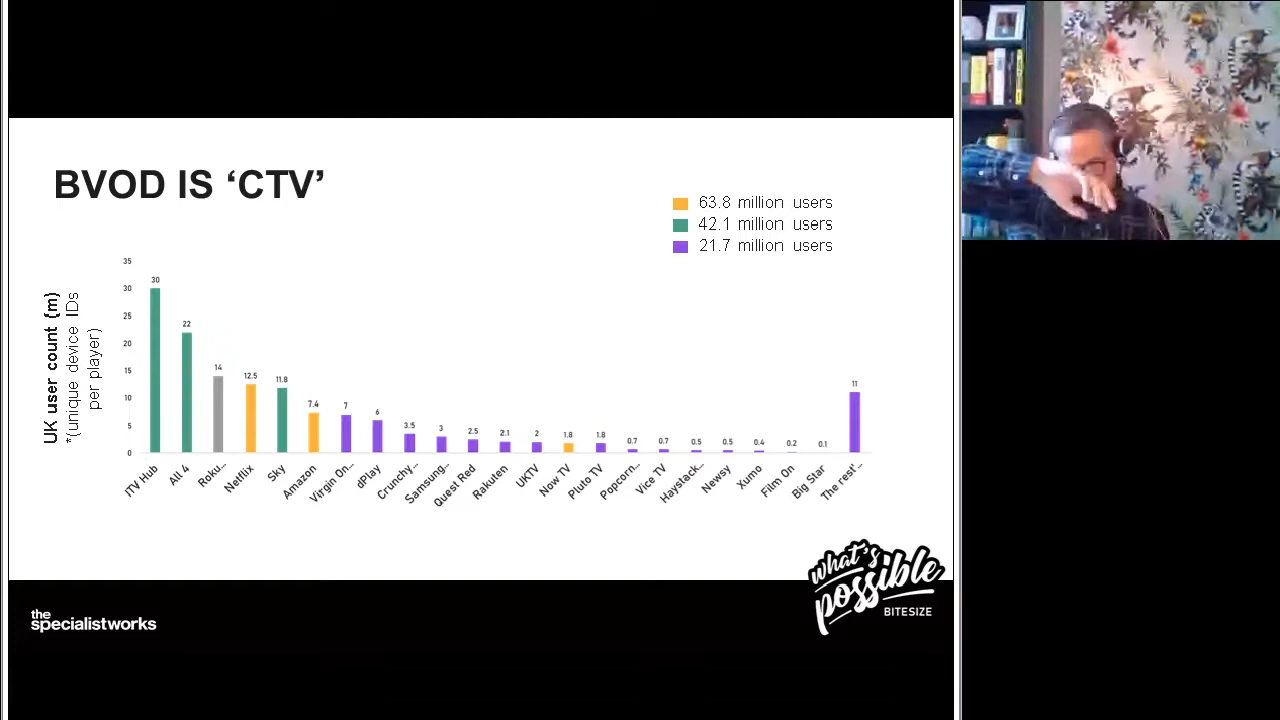 BVOD IS ‘CTV’
63.8 million users
42.1 million users
21.7 million users
UK user count (m)
*(unique device IDs
per player)
35
30
25
20
15
10
5
0
30
22
14
12.5
11.8
7.4
7
6
3.5
3
2.5
2.1
2
1.8
1.8
0.7
0.7
0.5
0.5
0.4
0.2
0.1
11
ITV Hub
All 4
Roku...
Netflix
Sky
Amazon
Virgin On...
dPlay
Crunchy...
Samsung...
Quest Red
Rakuten
UKTV
Now TV
Pluto TV
Popcorn...
Vice TV
Haystack...
Newsy
Xumo
Film On
Big Star
The rest'...
what's
possible
BITESIZE
the
specialistworks